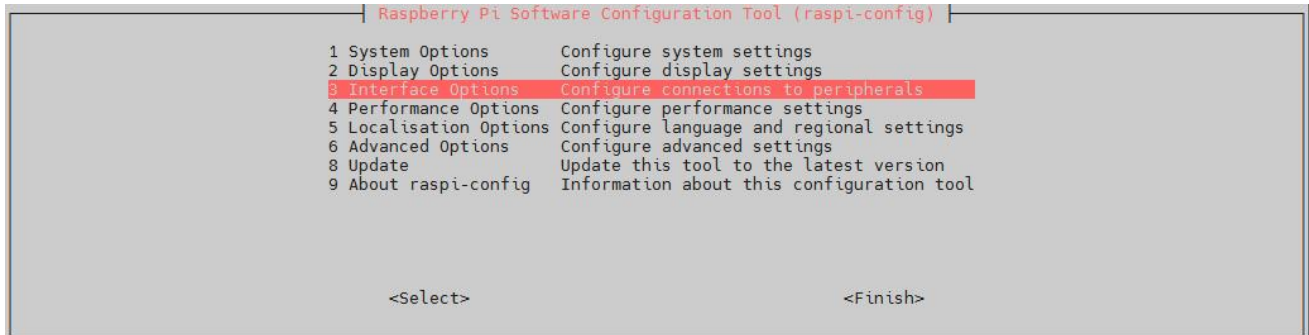 Raspberry Pi Software Configuration Tool (raspi-config)
1 System Options Configure system settings
2 Display Options Configure display settings
3 Interface Options Configure connections to peripherals
4 Performance Options Configure performance settings
5 Localisation Options Configure language and regional settings
6 Advanced Options Configure advanced settings
8 Update Update this tool to the latest version
9 About raspi-config Information about this configuration tool
<Select> <Finish>